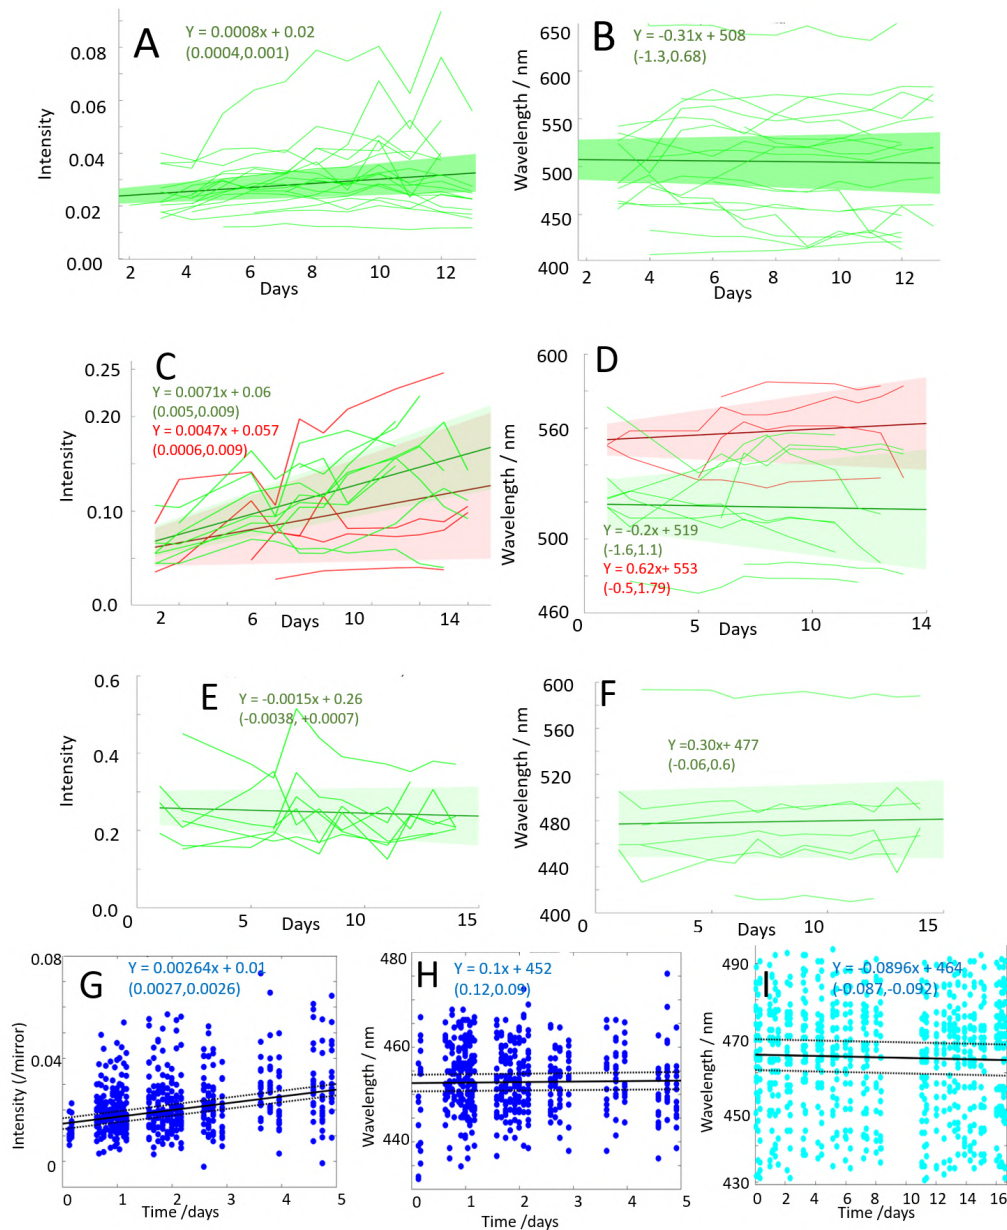 A
Y = 0.0008x + 0.02
(0.0004,0.001)
Intensity
0.08
0.06
0.04
0.02
0.00
2 4 6 8 10 12
Days
B
Y = -0.31x + 508
(-1.3,0.68)
Wavelength / nm
650
600
550
500
450
400
2 4 6 8 10 12
Days
C
Y = 0.0071x + 0.06
(0.005,0.009)
Y = 0.0047x + 0.057
(0.0006,0.009)
Intensity
0.25
0.20
0.10
0.0
2 6 10 14
Days
D
Wavelength / nm
600
560
500
460
Y = -0.2x + 519
(-1.6,1.1)
Y = 0.62x+ 553
(-0.5,1.79)
0 5 10 14
Days
E
Y = -0.0015x + 0.26
(-0.0038, +0.0007)
Intensity
0.6
0.4
0.2
0.0
5 10 15
Days
F
Y =0.30x+ 477
(-0.06,0.6)
Wavelength / nm
600
560
520
480
440
400
5 10 15
Days
G
Y = 0.00264x + 0.01
(0.0027,0.0026)
Intensity (/mirror)
0.08
0.04
0
0 1 2 3 4 5
Time /days
H
Y = 0.1x + 452
(0.12,0.09)
Wavelength / nm
480
460
440
0 1 2 3 4 5
Time /days
I
Y = -0.0896x + 464
(-0.087,-0.092)
Wavelength / nm
490
470
450
430
0 2 4 6 8 10 12 14 16
Time /days